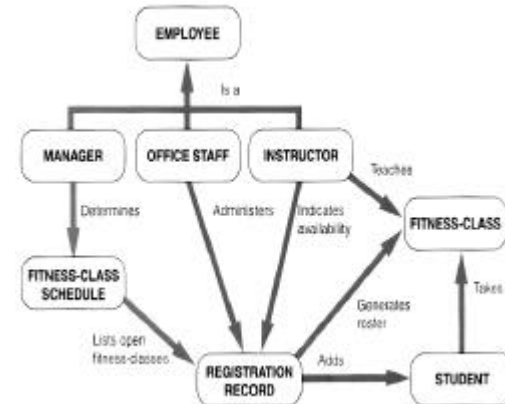 EMPLOYEE
Is a
MANAGER
OFFICE STAFF
INSTRUCTOR
Teaches
Determines
Administers
Indicates
availability
FITNESS-CLASS
FITNESS-CLASS
SCHEDULE
Takes
Generates
roster
Lists open
fitness-classes
REGISTRATION
RECORD
Adds
STUDENT